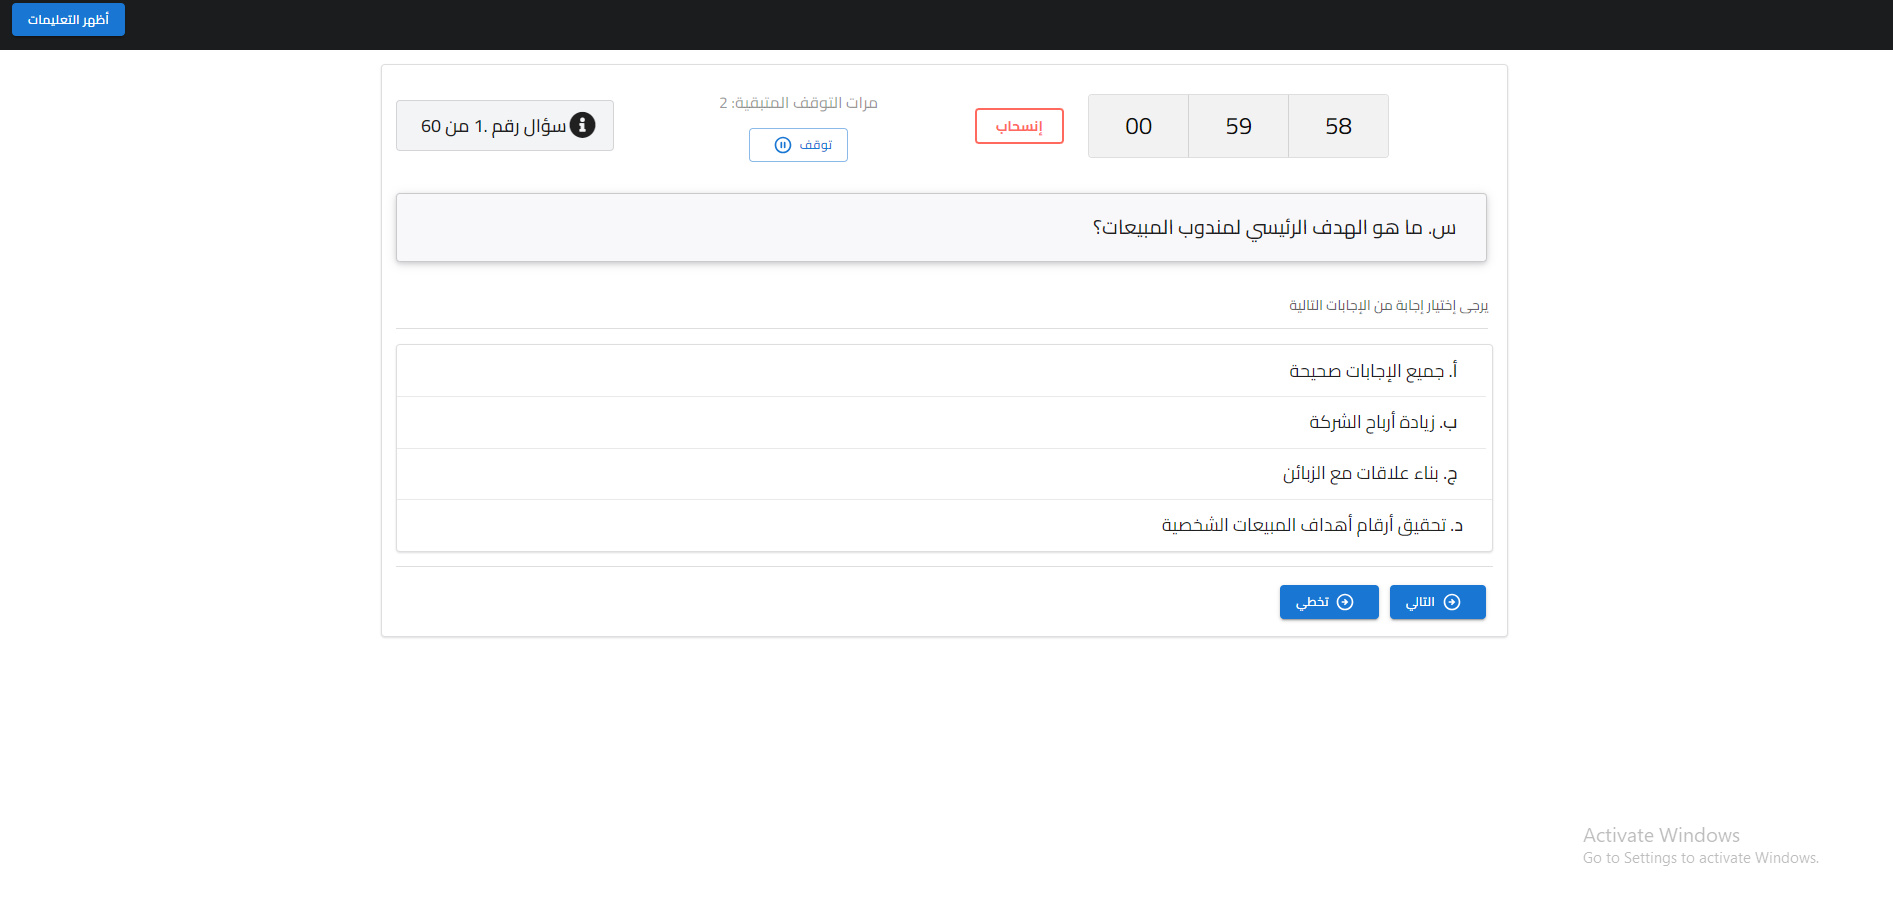 أظهر التعليمات
58 59 00
إنسحاب
مرات التوقف المتبقية: 2
توقف
سؤال رقم .1 من 60
س. ما هو الهدف الرئيسي لمندوب المبيعات؟
يرجى إختيار إجابة من الإجابات التالية
أ. جميع الإجابات صحيحة
ب. زيادة أرباح الشركة
ج. بناء علاقات مع الزبائن
د. تحقيق أرقام أهداف المبيعات الشخصية
التالي
تخطي
Activate Windows
Go to Settings to activate Windows.